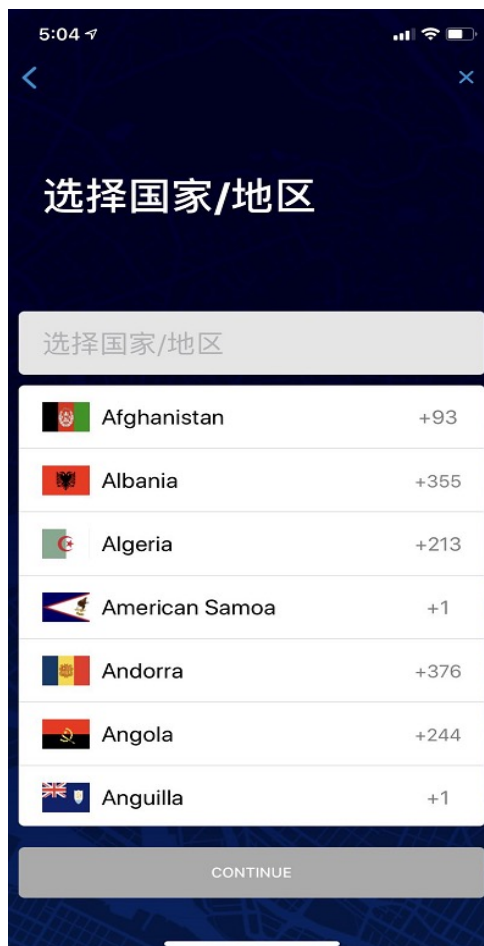 5:04
选择国家/地区
选择国家/地区
Afghanistan +93
Albania +355
Algeria +213
American Samoa +1
Andorra +376
Angola +244
Anguilla +1
CONTINUE